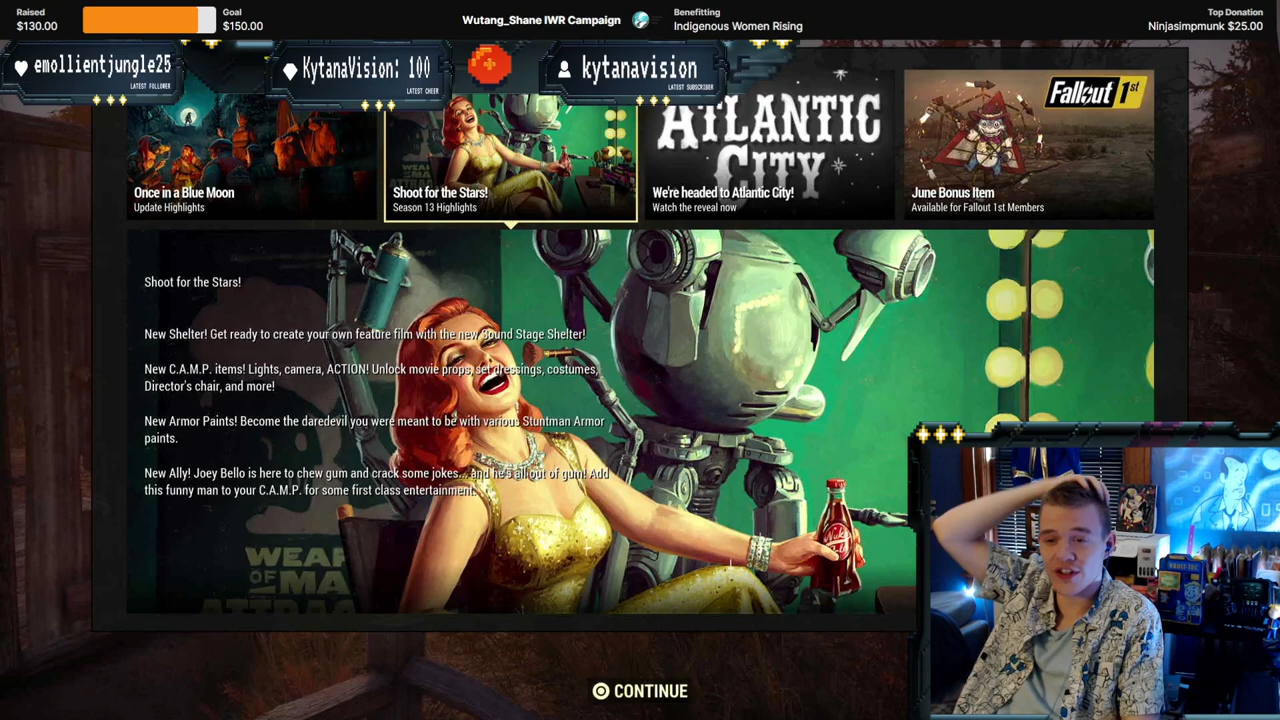 Raised
$130.00
Goal
$150.00
Wutang_Shane IWR Campaign
Benefitting
Indigenous Women Rising
Top Donation
Ninjasimpmunk $25.00
emollientjungle25
LATEST FOLLOWER
KytanaVision: 100
LATEST CHEER
kytanavision
LATEST SUBSCRIBER
Once in a Blue Moon
Update Highlights
Shoot for the Stars!
Season 13 Highlights
ATLANTIC
CITY
We're headed to Atlantic City!
Watch the reveal now
Fallout 1st
June Bonus Item
Available for Fallout 1st Members
Shoot for the Stars!
New Shelter! Get ready to create your own feature film with the new Sound Stage Shelter!
New C.A.M.P. items! Lights, camera, ACTION! Unlock movie props, set dressings, costumes,
Director's chair, and more!
New Armor Paints! Become the daredevil you were meant to be with various Stuntman Armor
paints.
New Ally! Joey Bello is here to chew gum and crack some jokes... and he's all out of gum! Add
this funny man to your C.A.M.P. for some first class entertainment.
WEAP
OF MA
ATTRAC
Nuka
VAULT-TEC
CONTINUE